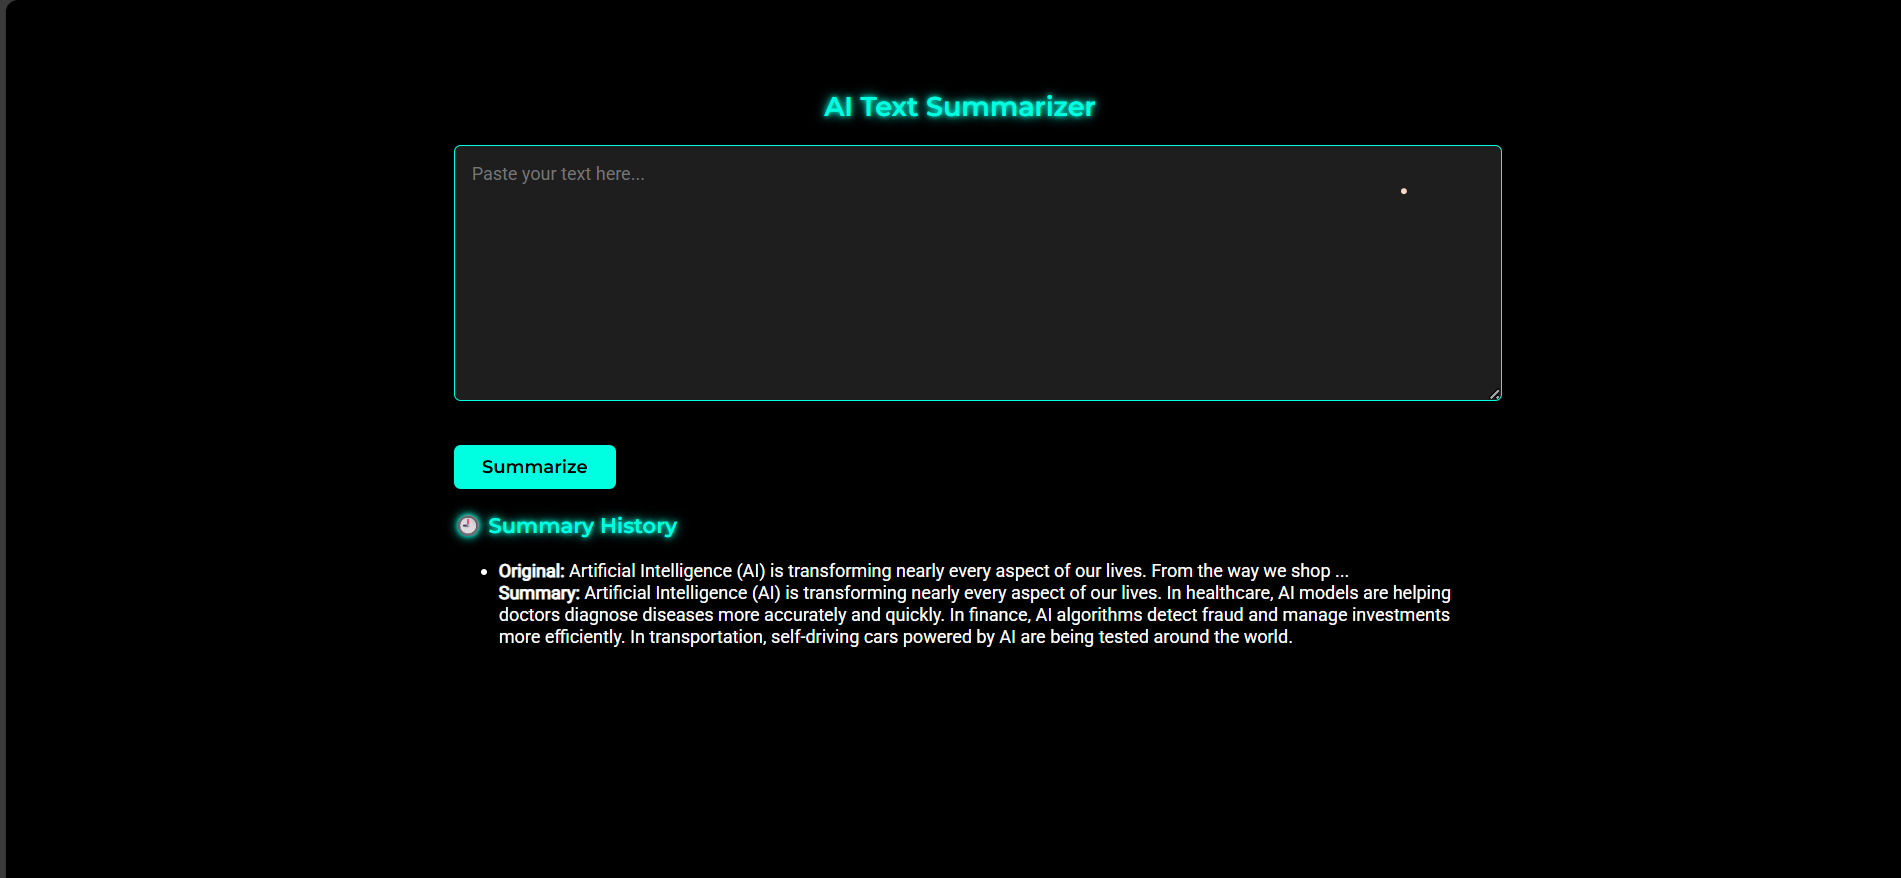 AI Text Summarizer
Paste your text here...
Summarize
🕘 Summary History
• Original: Artificial Intelligence (AI) is transforming nearly every aspect of our lives. From the way we shop ...
Summary: Artificial Intelligence (AI) is transforming nearly every aspect of our lives. In healthcare, AI models are helping
doctors diagnose diseases more accurately and quickly. In finance, AI algorithms detect fraud and manage investments
more efficiently. In transportation, self-driving cars powered by AI are being tested around the world.